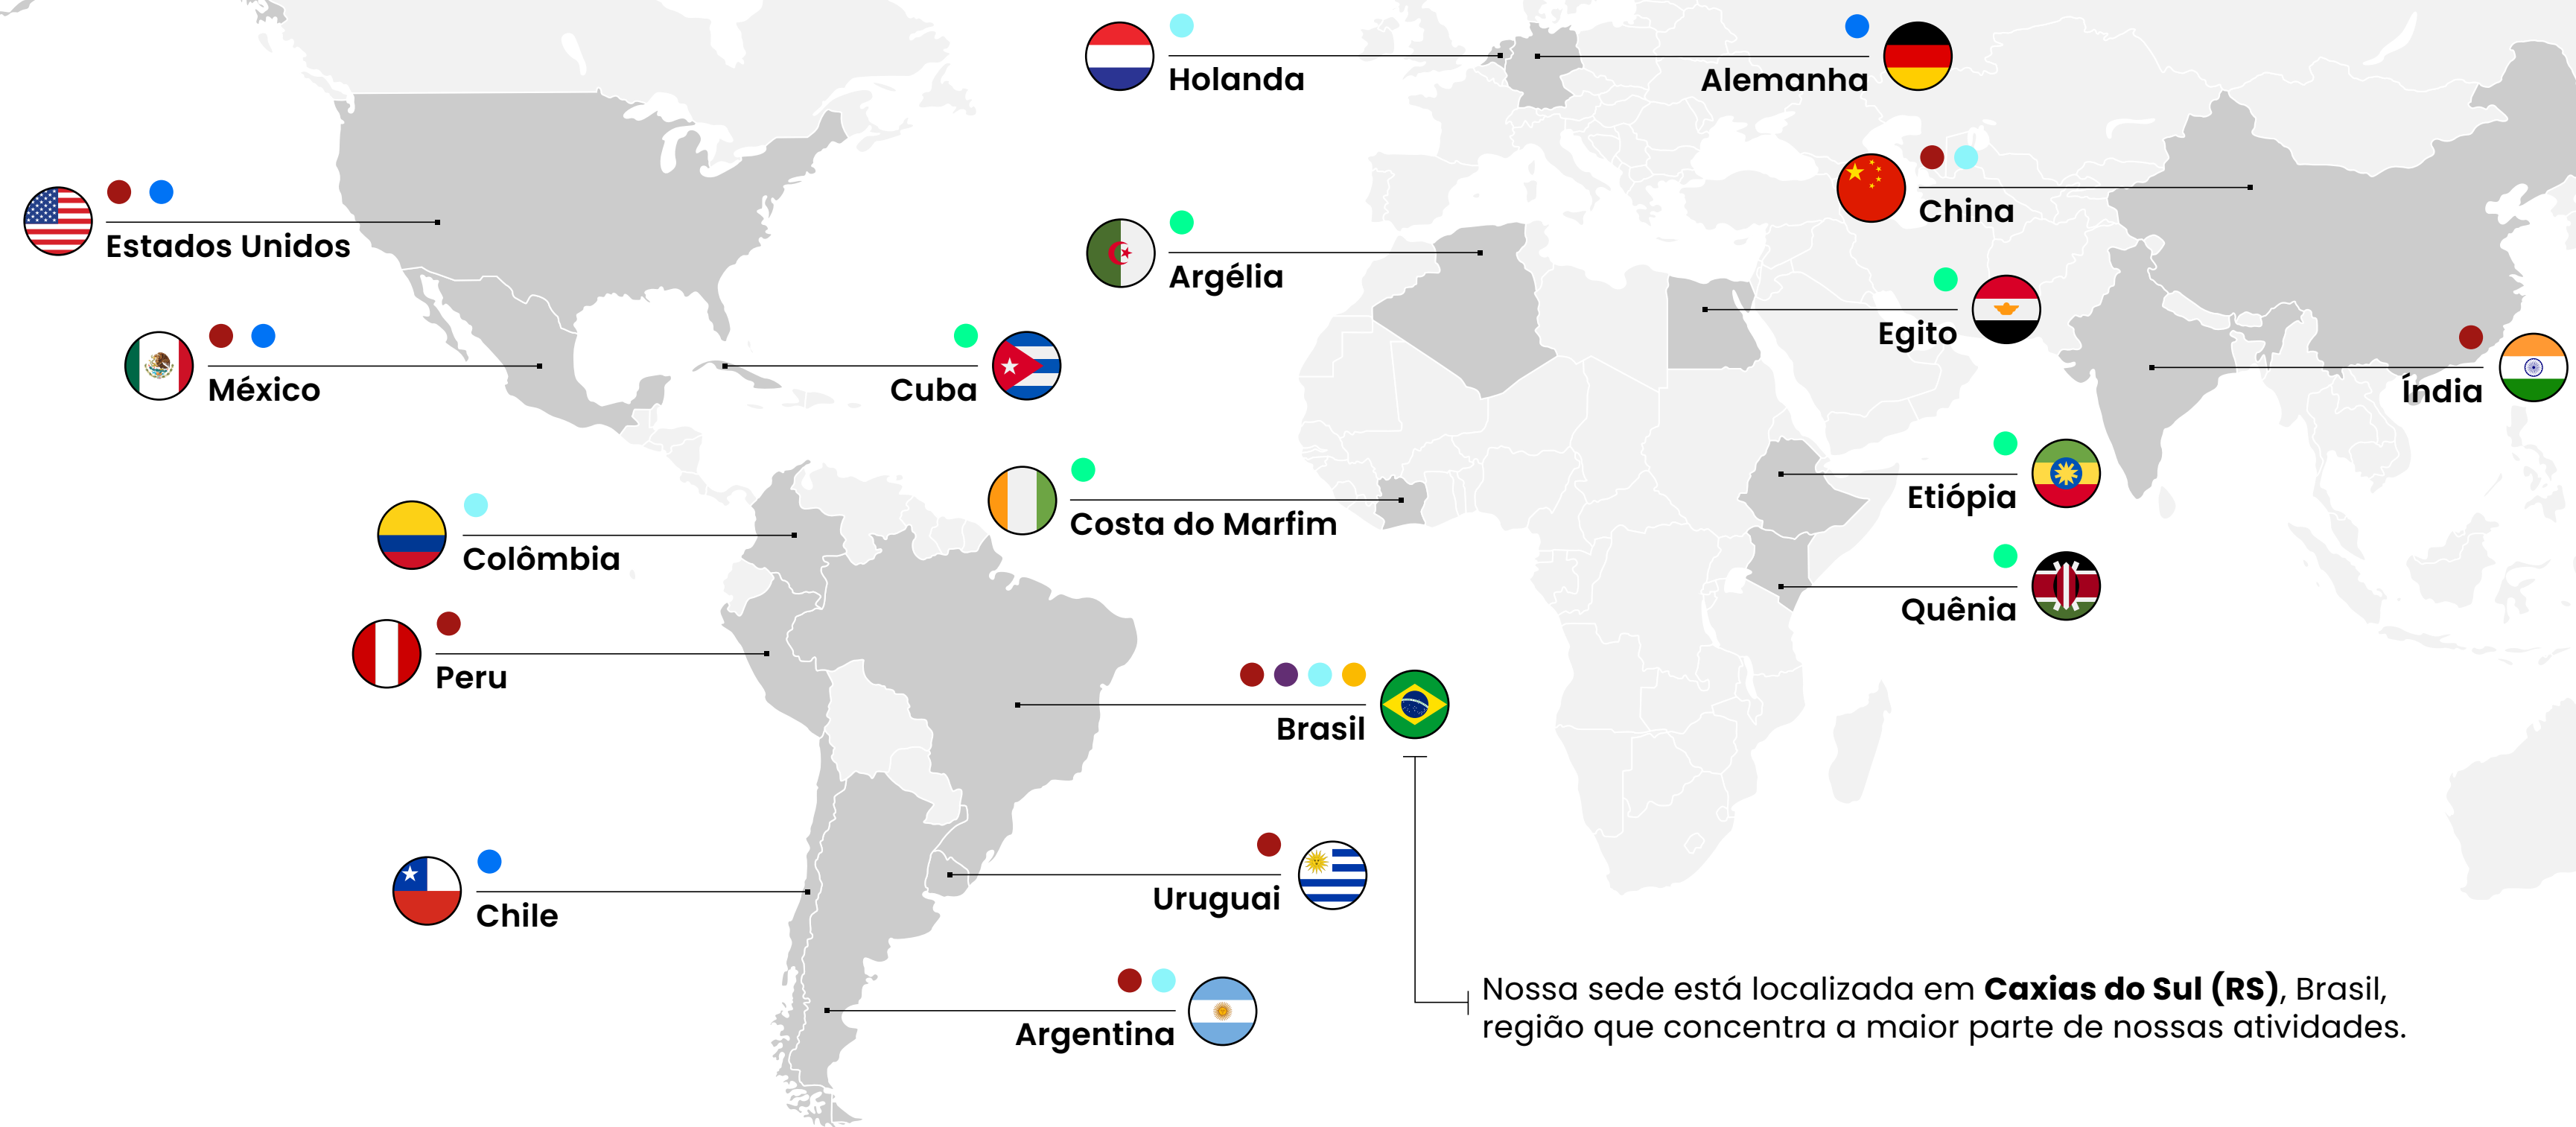 Holanda
Alemanha
China
Estados Unidos
Argélia
Egito
México
Cuba
Índia
Etiópia
Costa do Marfim
Colômbia
Quênia
Peru
Brasil
Uruguai
Chile
Nossa sede está localizada em Caxias do Sul (RS), Brasil,
região que concentra a maior parte de nossas atividades.
Argentina